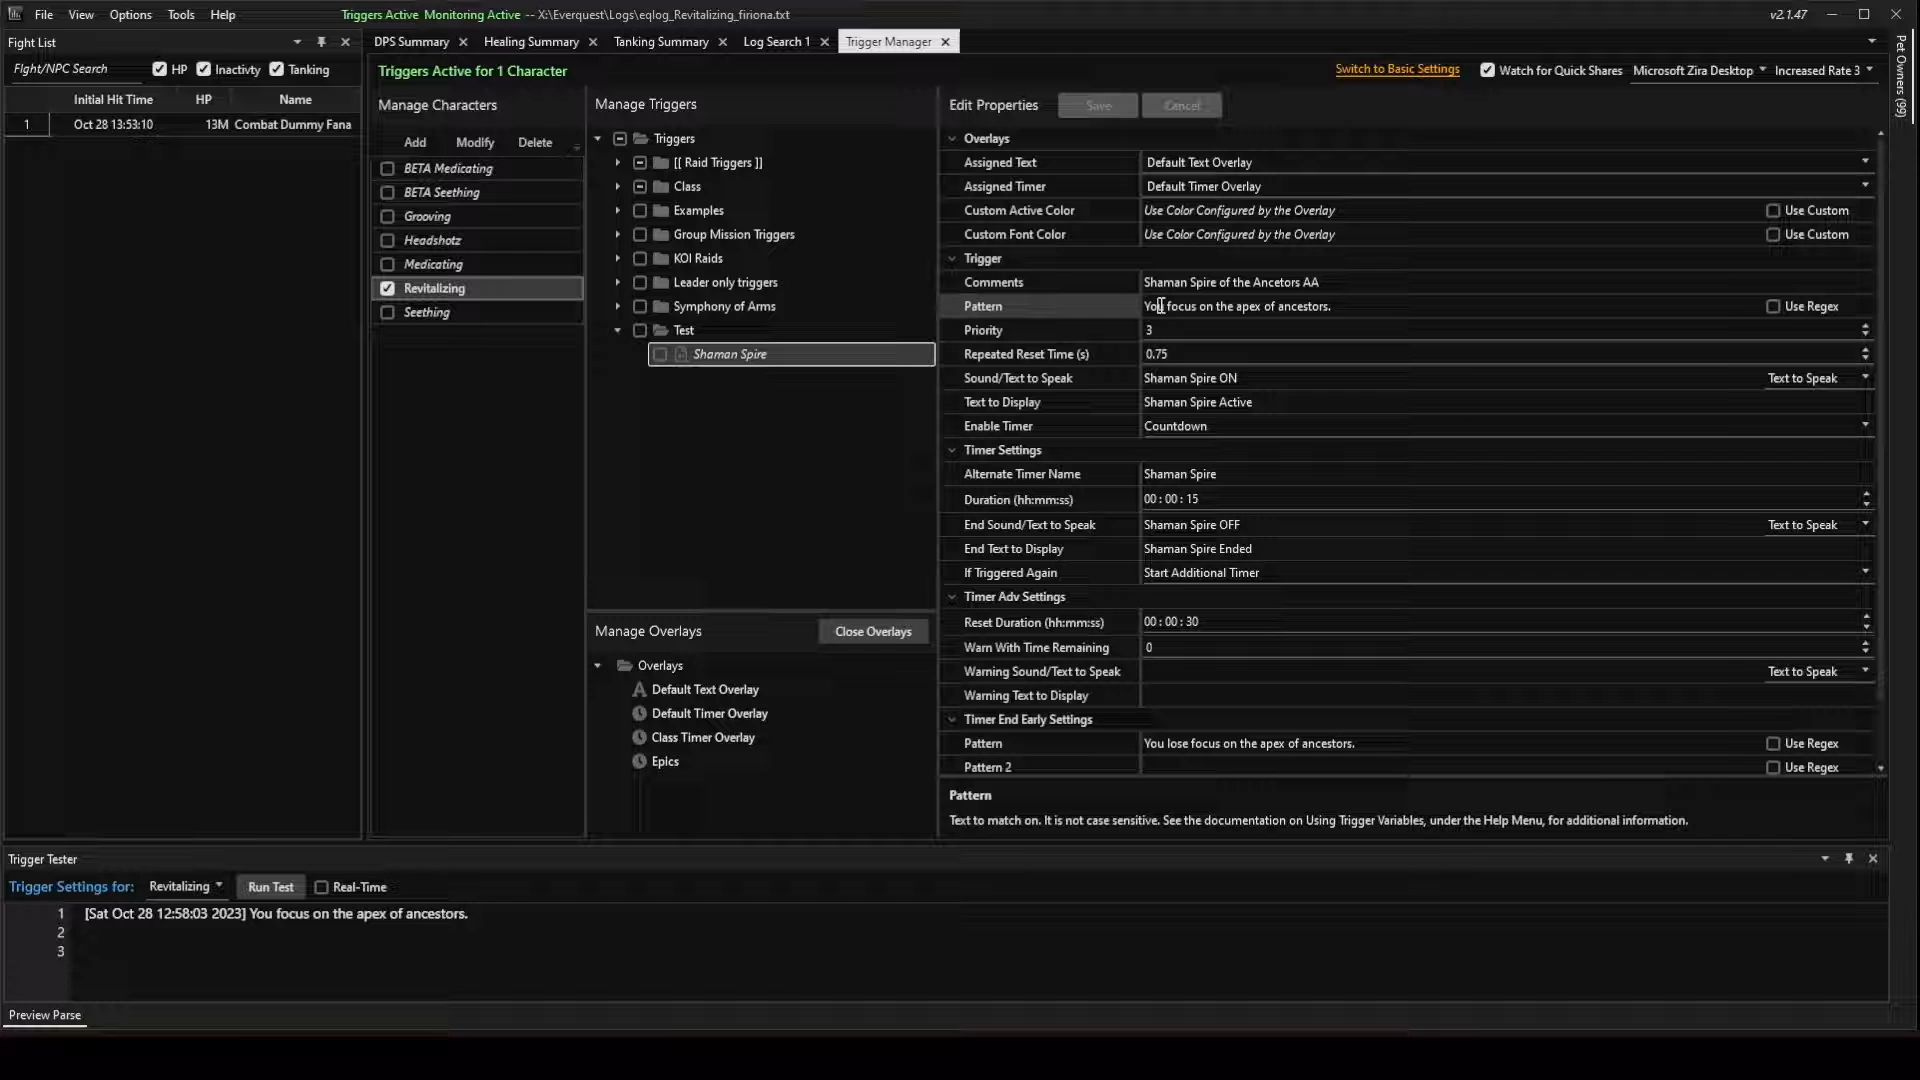 File View Options Tools Help Triggers Active Monitoring Active -- X:\Everquest\Logs\eqlog_Revitalizing_firiona.txt v2.1.47
Fight List
Fight/NPC Search HP Inactivty Tanking
Initial Hit Time HP Name
1 Oct 28 13:53:10 13M Combat Dummy Fana
DPS Summary Healing Summary Tanking Summary Log Search 1 Trigger Manager
Triggers Active for 1 Character Switch to Basic Settings Watch for Quick Shares Microsoft Zira Desktop Increased Rate 3
Pet Owners (99)
Manage Characters
Add Modify Delete
BETA Medicating
BETA Seething
Grooving
Headshotz
Medicating
Revitalizing
Seething
Manage Triggers
Triggers
[[ Raid Triggers ]]
Class
Examples
Group Mission Triggers
KOI Raids
Leader only triggers
Symphony of Arms
Test
Shaman Spire
Manage Overlays Close Overlays
Overlays
Default Text Overlay
Default Timer Overlay
Class Timer Overlay
Epics
Edit Properties Save Cancel
Overlays
Assigned Text Default Text Overlay
Assigned Timer Default Timer Overlay
Custom Active Color Use Color Configured by the Overlay Use Custom
Custom Font Color Use Color Configured by the Overlay Use Custom
Trigger
Comments Shaman Spire of the Ancetors AA
Pattern You focus on the apex of ancestors. Use Regex
Priority 3
Repeated Reset Time (s) 0.75
Sound/Text to Speak Shaman Spire ON Text to Speak
Text to Display Shaman Spire Active
Enable Timer Countdown
Timer Settings
Alternate Timer Name Shaman Spire
Duration (hh:mm:ss) 00 : 00 : 15
End Sound/Text to Speak Shaman Spire OFF Text to Speak
End Text to Display Shaman Spire Ended
If Triggered Again Start Additional Timer
Timer Adv Settings
Reset Duration (hh:mm:ss) 00 : 00 : 30
Warn With Time Remaining 0
Warning Sound/Text to Speak Text to Speak
Warning Text to Display
Timer End Early Settings
Pattern You lose focus on the apex of ancestors. Use Regex
Pattern 2 Use Regex
Pattern
Text to match on. It is not case sensitive. See the documentation on Using Trigger Variables, under the Help Menu, for additional information.
Trigger Tester
Trigger Settings for: Revitalizing Run Test Real-Time
1 [Sat Oct 28 12:58:03 2023] You focus on the apex of ancestors.
2
3
Preview Parse